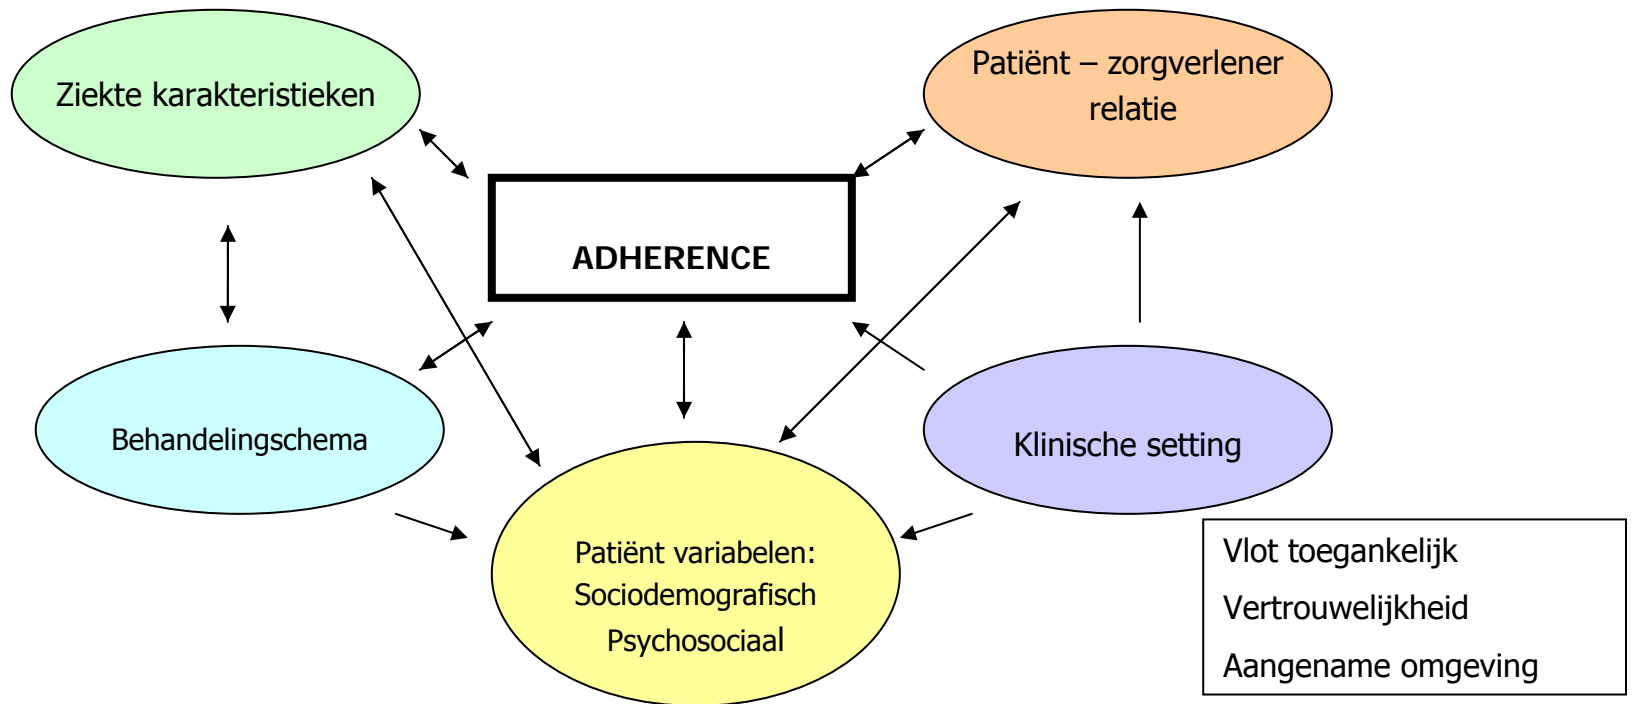 Ziekte karakteristieken
Patiënt – zorgverlener
relatie
ADHERENCE
Behandelingschema
Klinische setting
Patiënt variabelen:
Sociodemografisch
Psychosociaal
Vlot toegankelijk
Vertrouwelijkheid
Aangename omgeving